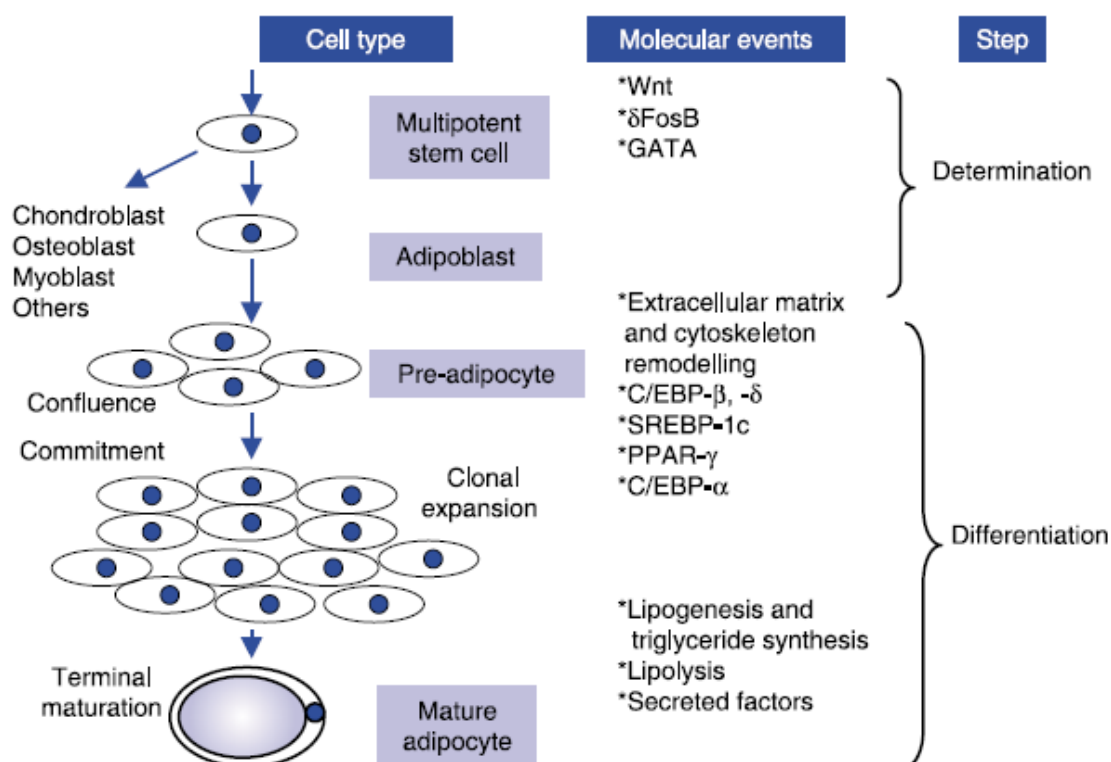 Cell type
Molecular events
Step
Multipotent
stem cell
*Wnt
*δFosB
*GATA
Determination
Chondroblast
Osteoblast
Myoblast
Others
Adipoblast
*Extracellular matrix
and cytoskeleton
remodelling
*C/EBP-β, -δ
*SREBP-1c
*PPAR-γ
*C/EBP-α
Pre-adipocyte
Confluence
Commitment
Clonal
expansion
Differentiation
*Lipogenesis and
triglyceride synthesis
*Lipolysis
*Secreted factors
Terminal
maturation
Mature
adipocyte